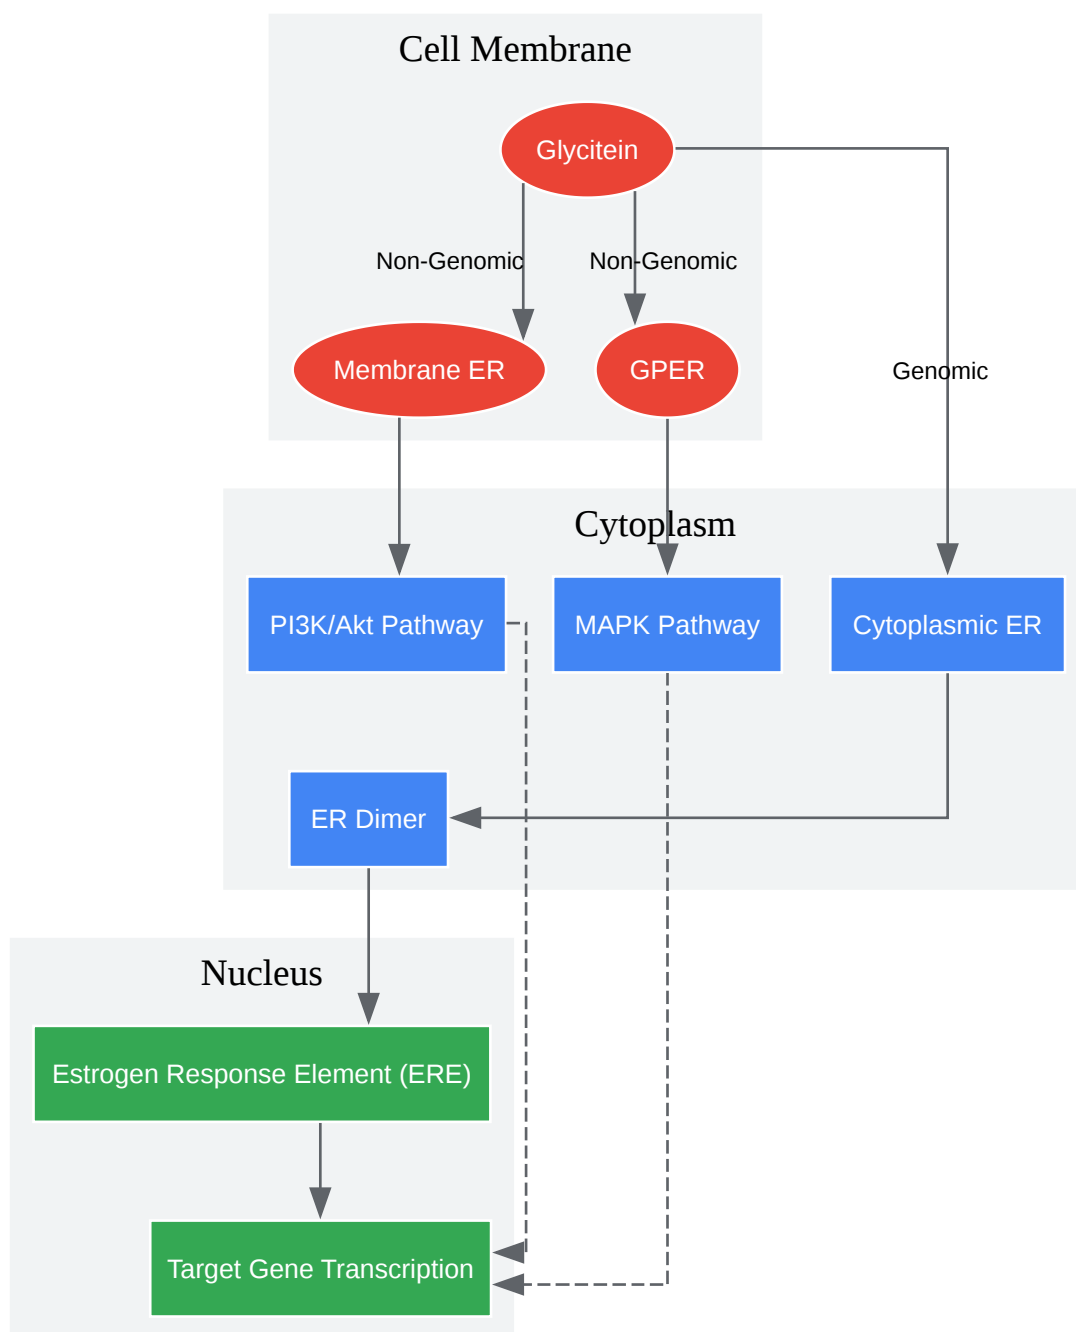 Cell Membrane
Glycitein
Non-Genomic
Non-Genomic
Membrane ER
GPER
Genomic
Cytoplasm
PI3K/Akt Pathway
MAPK Pathway
Cytoplasmic ER
ER Dimer
Nucleus
Estrogen Response Element (ERE)
Target Gene Transcription